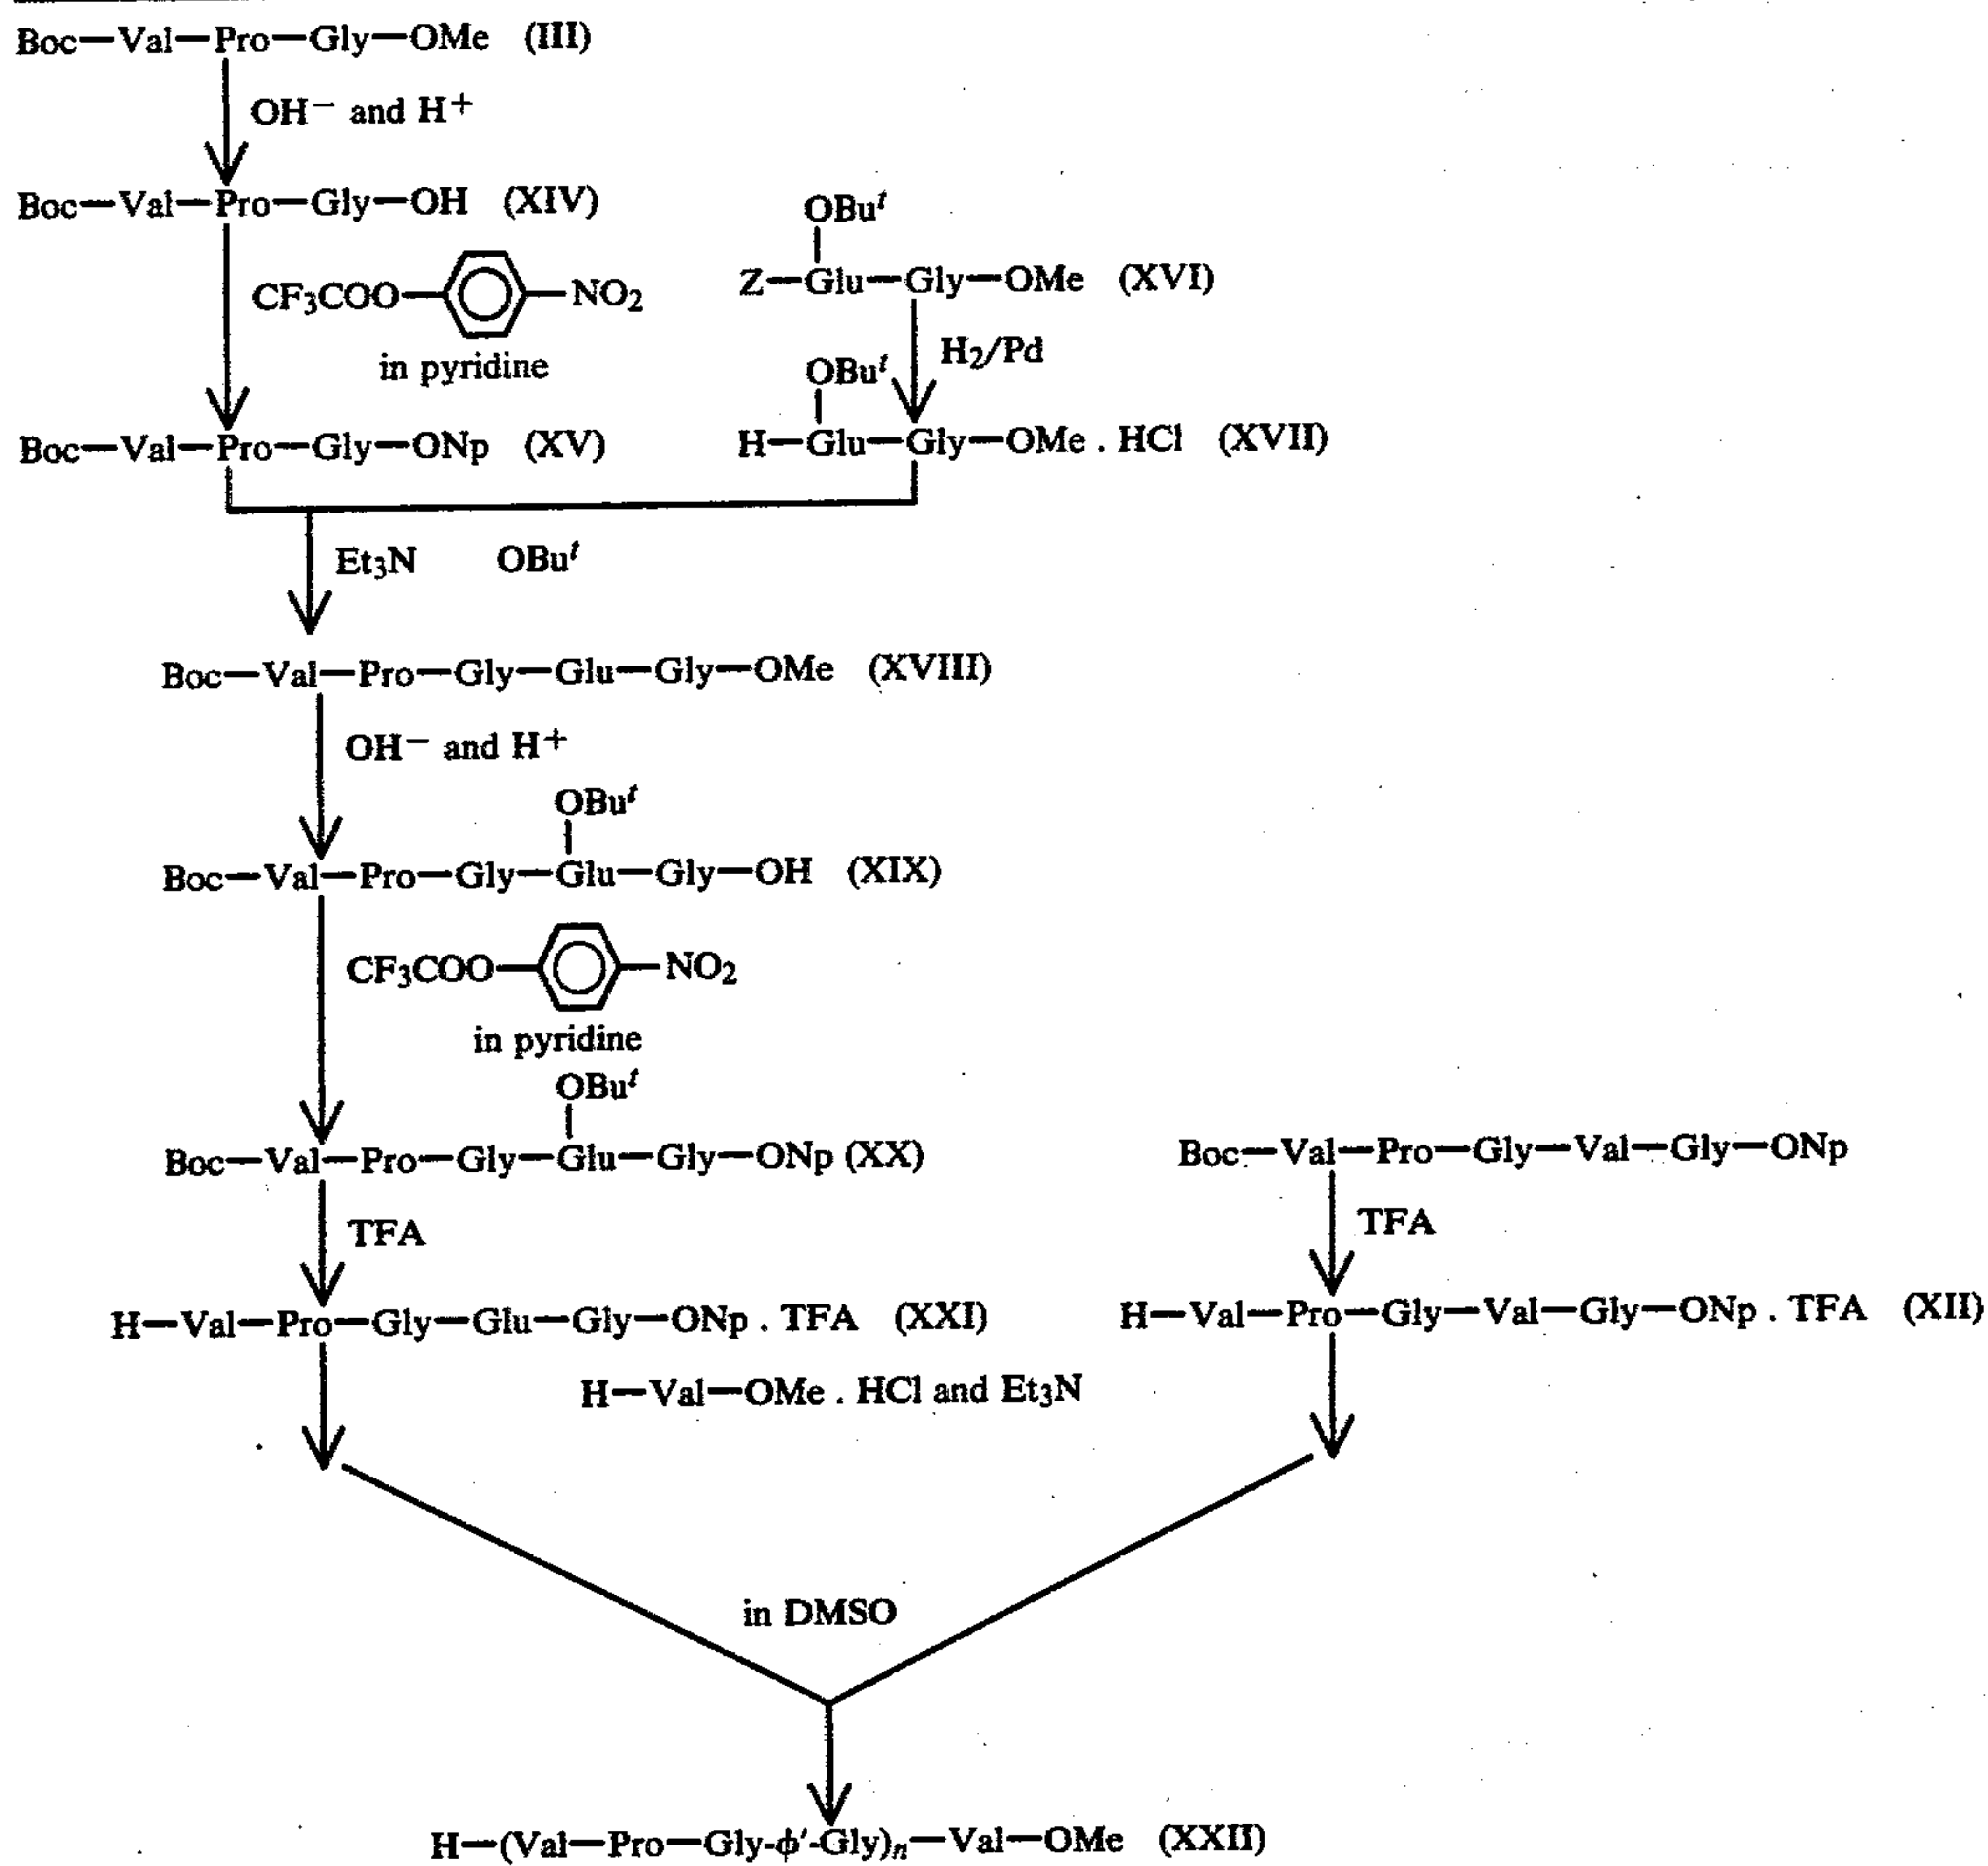 Boc—Val—Pro—Gly—OMe (III)
OH⁻ and H⁺
Boc—Val—Pro—Gly—OH (XIV)
CF₃COO—NO₂
in pyridine
OBuᵗ
Z—Glu—Gly—OMe (XVI)
H₂/Pd
OBuᵗ
Boc—Val—Pro—Gly—ONp (XV)
H—Glu—Gly—OMe . HCl (XVII)
Et₃N OBuᵗ
Boc—Val—Pro—Gly—Glu—Gly—OMe (XVIII)
OH⁻ and H⁺
OBuᵗ
Boc—Val—Pro—Gly—Glu—Gly—OH (XIX)
CF₃COO—NO₂
in pyridine
OBuᵗ
Boc—Val—Pro—Gly—Glu—Gly—ONp (XX)
Boc—Val—Pro—Gly—Val—Gly—ONp
TFA
TFA
H—Val—Pro—Gly—Glu—Gly—ONp . TFA (XXI)
H—Val—Pro—Gly—Val—Gly—ONp . TFA (XII)
H—Val—OMe . HCl and Et₃N
in DMSO
H—(Val—Pro—Gly-ϕ′-Gly)ₙ—Val—OMe (XXII)